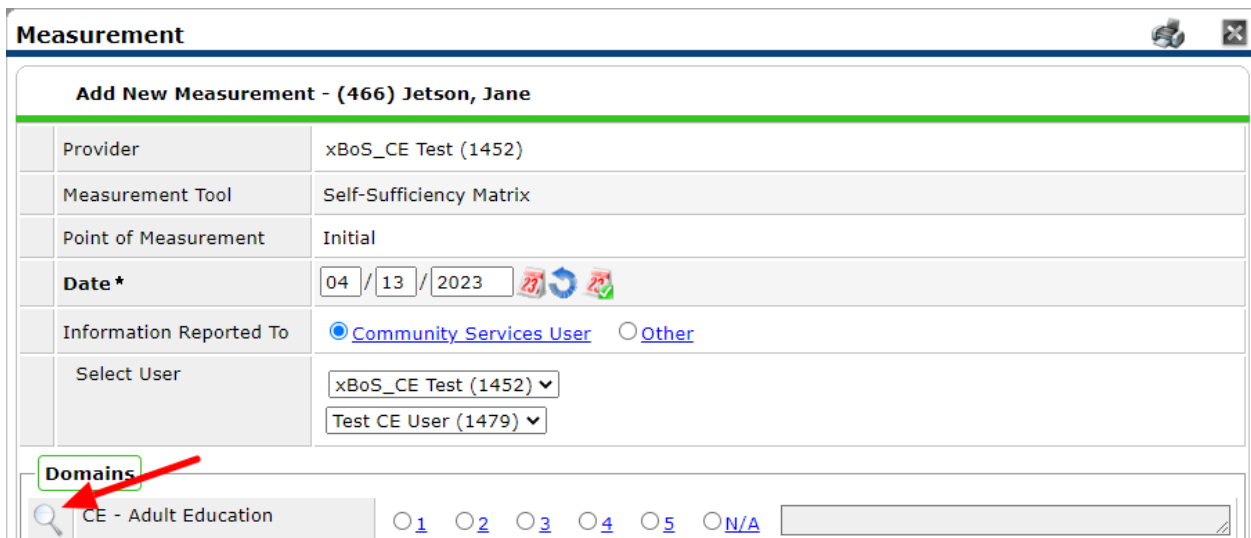 Measurement
Add New Measurement - (466) Jetson, Jane
Provider xBoS_CE Test (1452)
Measurement Tool Self-Sufficiency Matrix
Point of Measurement Initial
Date* 04 / 13 / 2023 23 23
Information Reported To Community Services User Other
Select User xBoS_CE Test (1452)
Test CE User (1479)
Domains
CE - Adult Education 1 2 3 4 5 N/A